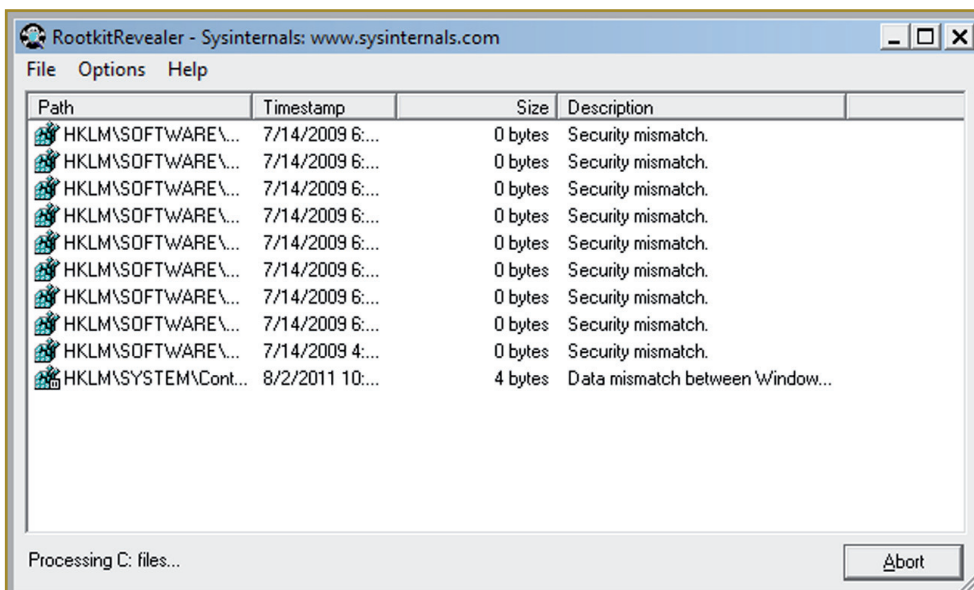 RootkitRevealer - Sysinternals: www.sysinternals.com
File Options Help
Path Timestamp Size Description
HKLM\SOFTWARE\... 7/14/2009 6:... 0 bytes Security mismatch.
HKLM\SOFTWARE\... 7/14/2009 6:... 0 bytes Security mismatch.
HKLM\SOFTWARE\... 7/14/2009 6:... 0 bytes Security mismatch.
HKLM\SOFTWARE\... 7/14/2009 6:... 0 bytes Security mismatch.
HKLM\SOFTWARE\... 7/14/2009 6:... 0 bytes Security mismatch.
HKLM\SOFTWARE\... 7/14/2009 6:... 0 bytes Security mismatch.
HKLM\SOFTWARE\... 7/14/2009 6:... 0 bytes Security mismatch.
HKLM\SOFTWARE\... 7/14/2009 6:... 0 bytes Security mismatch.
HKLM\SOFTWARE\... 7/14/2009 4:... 0 bytes Security mismatch.
HKLM\SYSTEM\Cont... 8/2/2011 10:... 4 bytes Data mismatch between Window...
Processing C: files... Abort